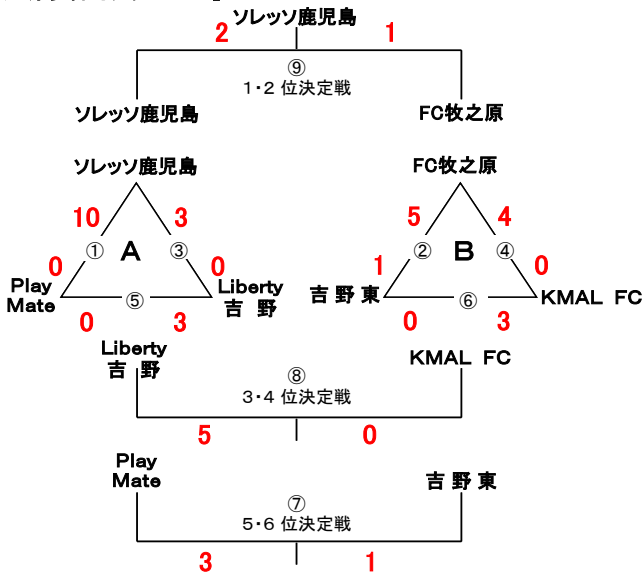 ソレッソ鹿児島
2 1
⑨
1・2 位決定戦
ソレッソ鹿児島 FC牧之原
ソレッソ鹿児島 FC牧之原
10 3 5 4
① A ③ ② B ④
0 0 1 0
Play
Mate
⑤
Liberty
吉 野
吉 野 東
⑥
KMAL FC
0 3 0 3
Liberty
吉 野
KMAL FC
⑧
3・4 位決定戦
5 0
Play
Mate
吉 野 東
⑦
5・6 位決定戦
3 1